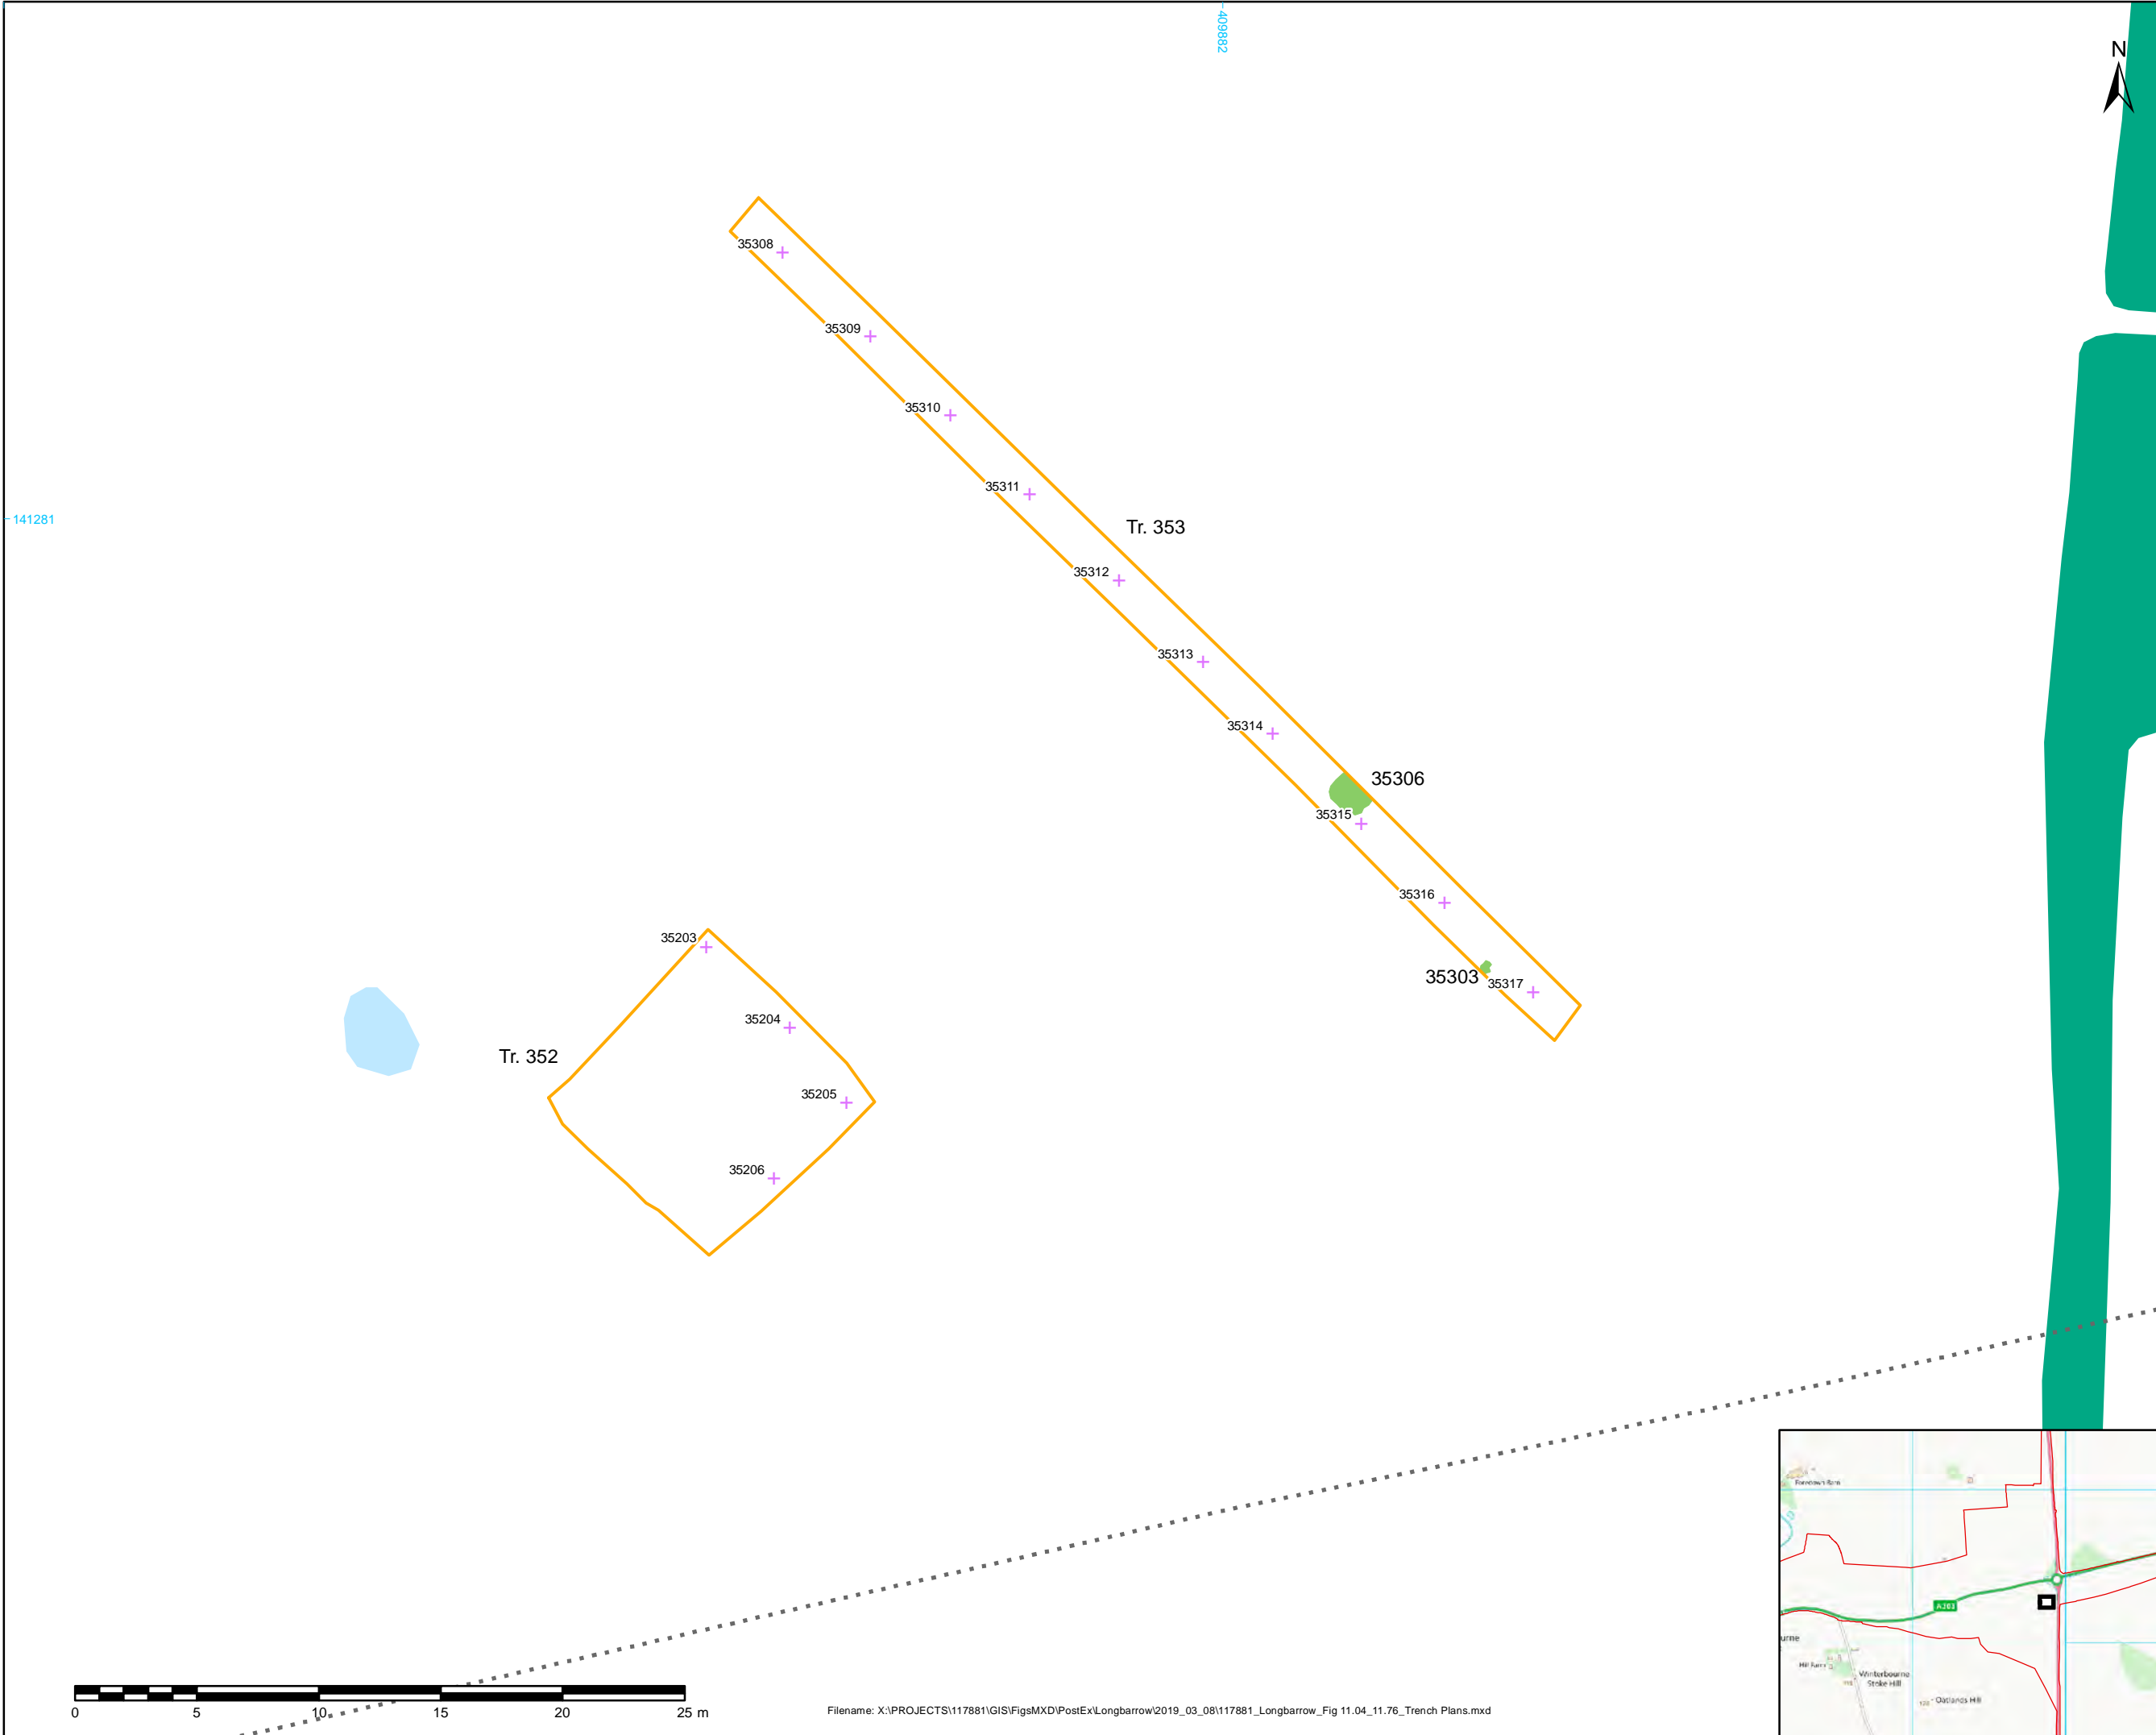 409882
N
35308
35309
35310
35311
141281
Tr. 353
35312
35313
35314
35306
35315
35316
35203
35303
35317
35204
Tr. 352
35205
35206
A303
Hill Farm
Winterbourne
Stoke Hill
Oatlands Hill
0 5 10 15 20 25 m
Filename: X:\PROJECTS\117881\GIS\FigsMXD\PostEx\Longbarrow\2019_03_08\117881_Longbarrow_Fig 11.04_11.76_Trench Plans.mxd